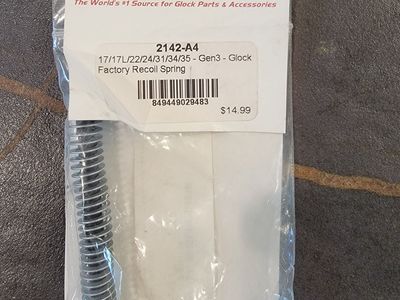 The World's #1 Source for Glock Parts & Accessories
2142-A4
17/17L/22/24/31/34/35 - Gen3 - Glock
Factory Recoil Spring
849449029483
$14.99